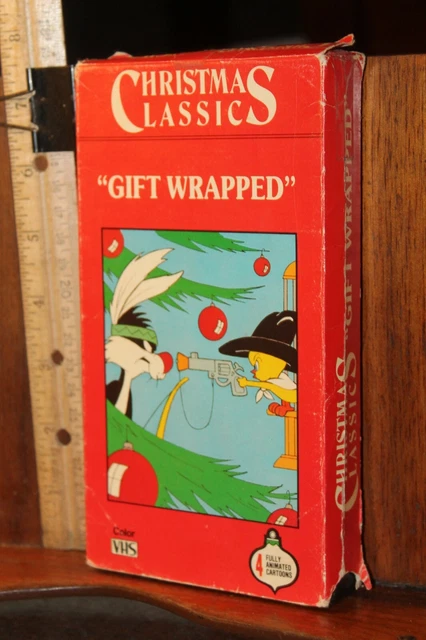 CHRISTMAS
CLASSICS
"GIFT WRAPPED"
Color
VHS
4 FULLY
ANIMATED
CARTOONS
CHRISTMAS
CLASSICS
"GIFT WRAPPED"